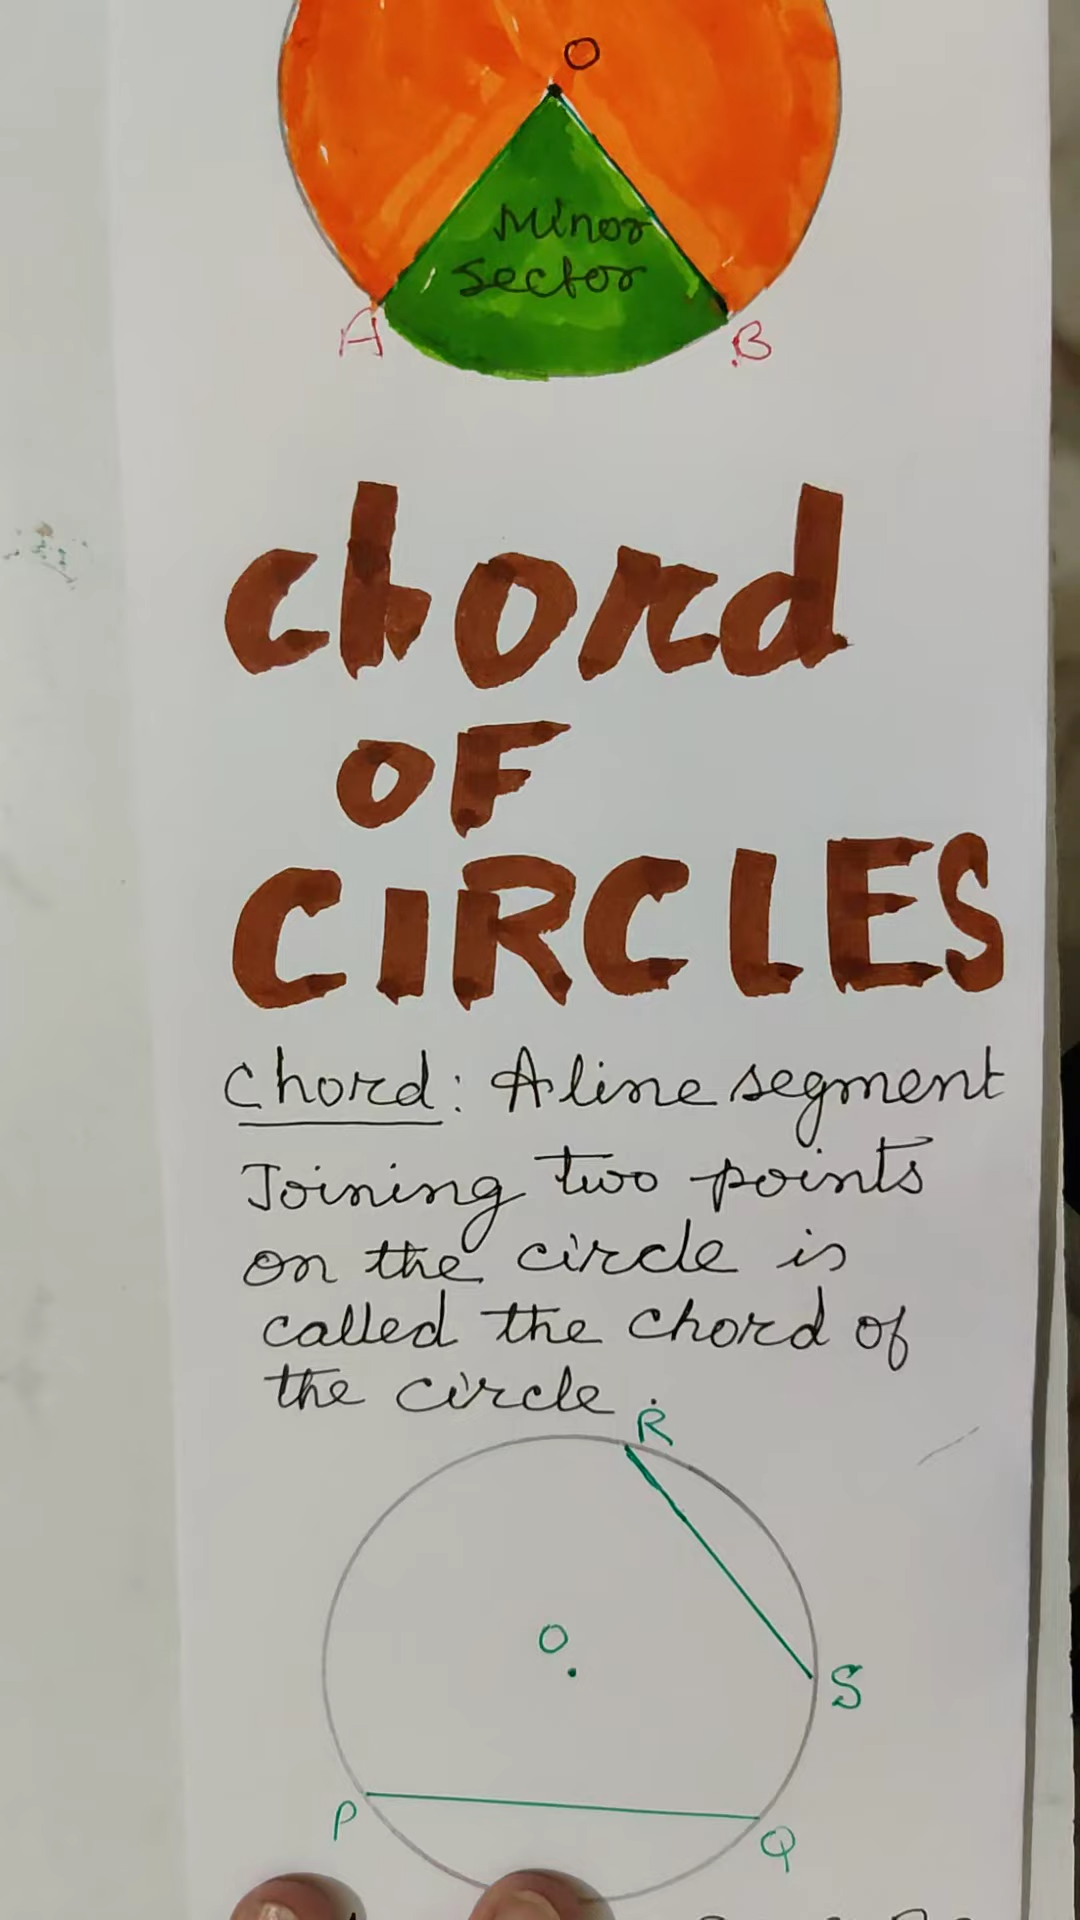 O
Minor
Sector
A
B
chord
OF
CIRCLES
Chord: A line segment
Joining two points
on the circle is
called the chord of
the circle.
R
O
S
P
Q